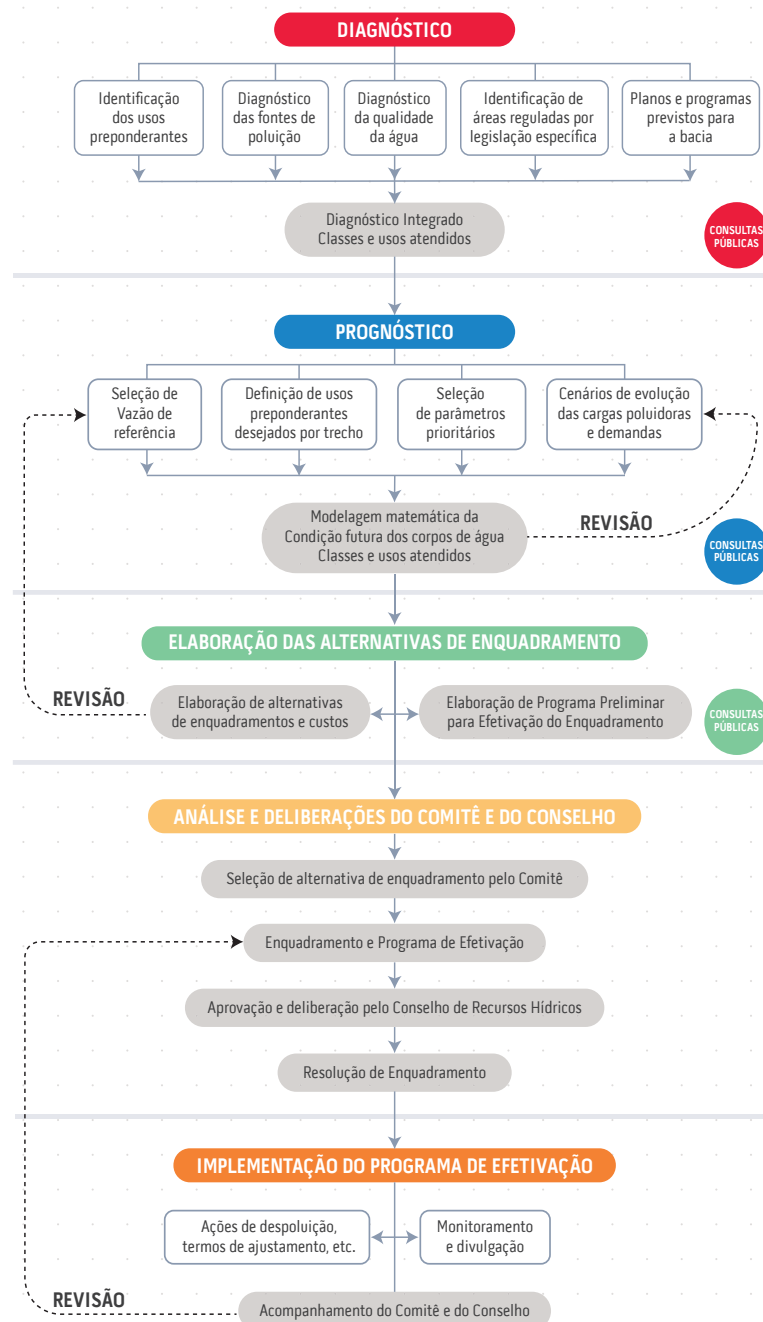 DIAGNÓSTICO
Identificação
dos usos
preponderantes
Diagnóstico
das fontes de
poluição
Diagnóstico
da qualidade
da água
Identificação de
áreas reguladas por
legislação específica
Planos e programas
previstos para
a bacia
Diagnóstico Integrado
Classes e usos atendidos
CONSULTAS
PÚBLICAS
PROGNÓSTICO
Seleção de
Vazão de
referência
Definição de usos
preponderantes
desejados por trecho
Seleção
de parâmetros
prioritários
Cenários de evolução
das cargas poluidoras
e demandas
Modelagem matemática da
Condição futura dos corpos de água
Classes e usos atendidos
REVISÃO
CONSULTAS
PÚBLICAS
ELABORAÇÃO DAS ALTERNATIVAS DE ENQUADRAMENTO
REVISÃO
Elaboração de alternativas
de enquadramentos e custos
Elaboração de Programa Preliminar
para Efetivação do Enquadramento
CONSULTAS
PÚBLICAS
ANÁLISE E DELIBERAÇÕES DO COMITÊ E DO CONSELHO
Seleção de alternativa de enquadramento pelo Comitê
Enquadramento e Programa de Efetivação
Aprovação e deliberação pelo Conselho de Recursos Hídricos
Resolução de Enquadramento
IMPLEMENTAÇÃO DO PROGRAMA DE EFETIVAÇÃO
Ações de despoluição,
termos de ajustamento, etc.
Monitoramento
e divulgação
REVISÃO
Acompanhamento do Comitê e do Conselho